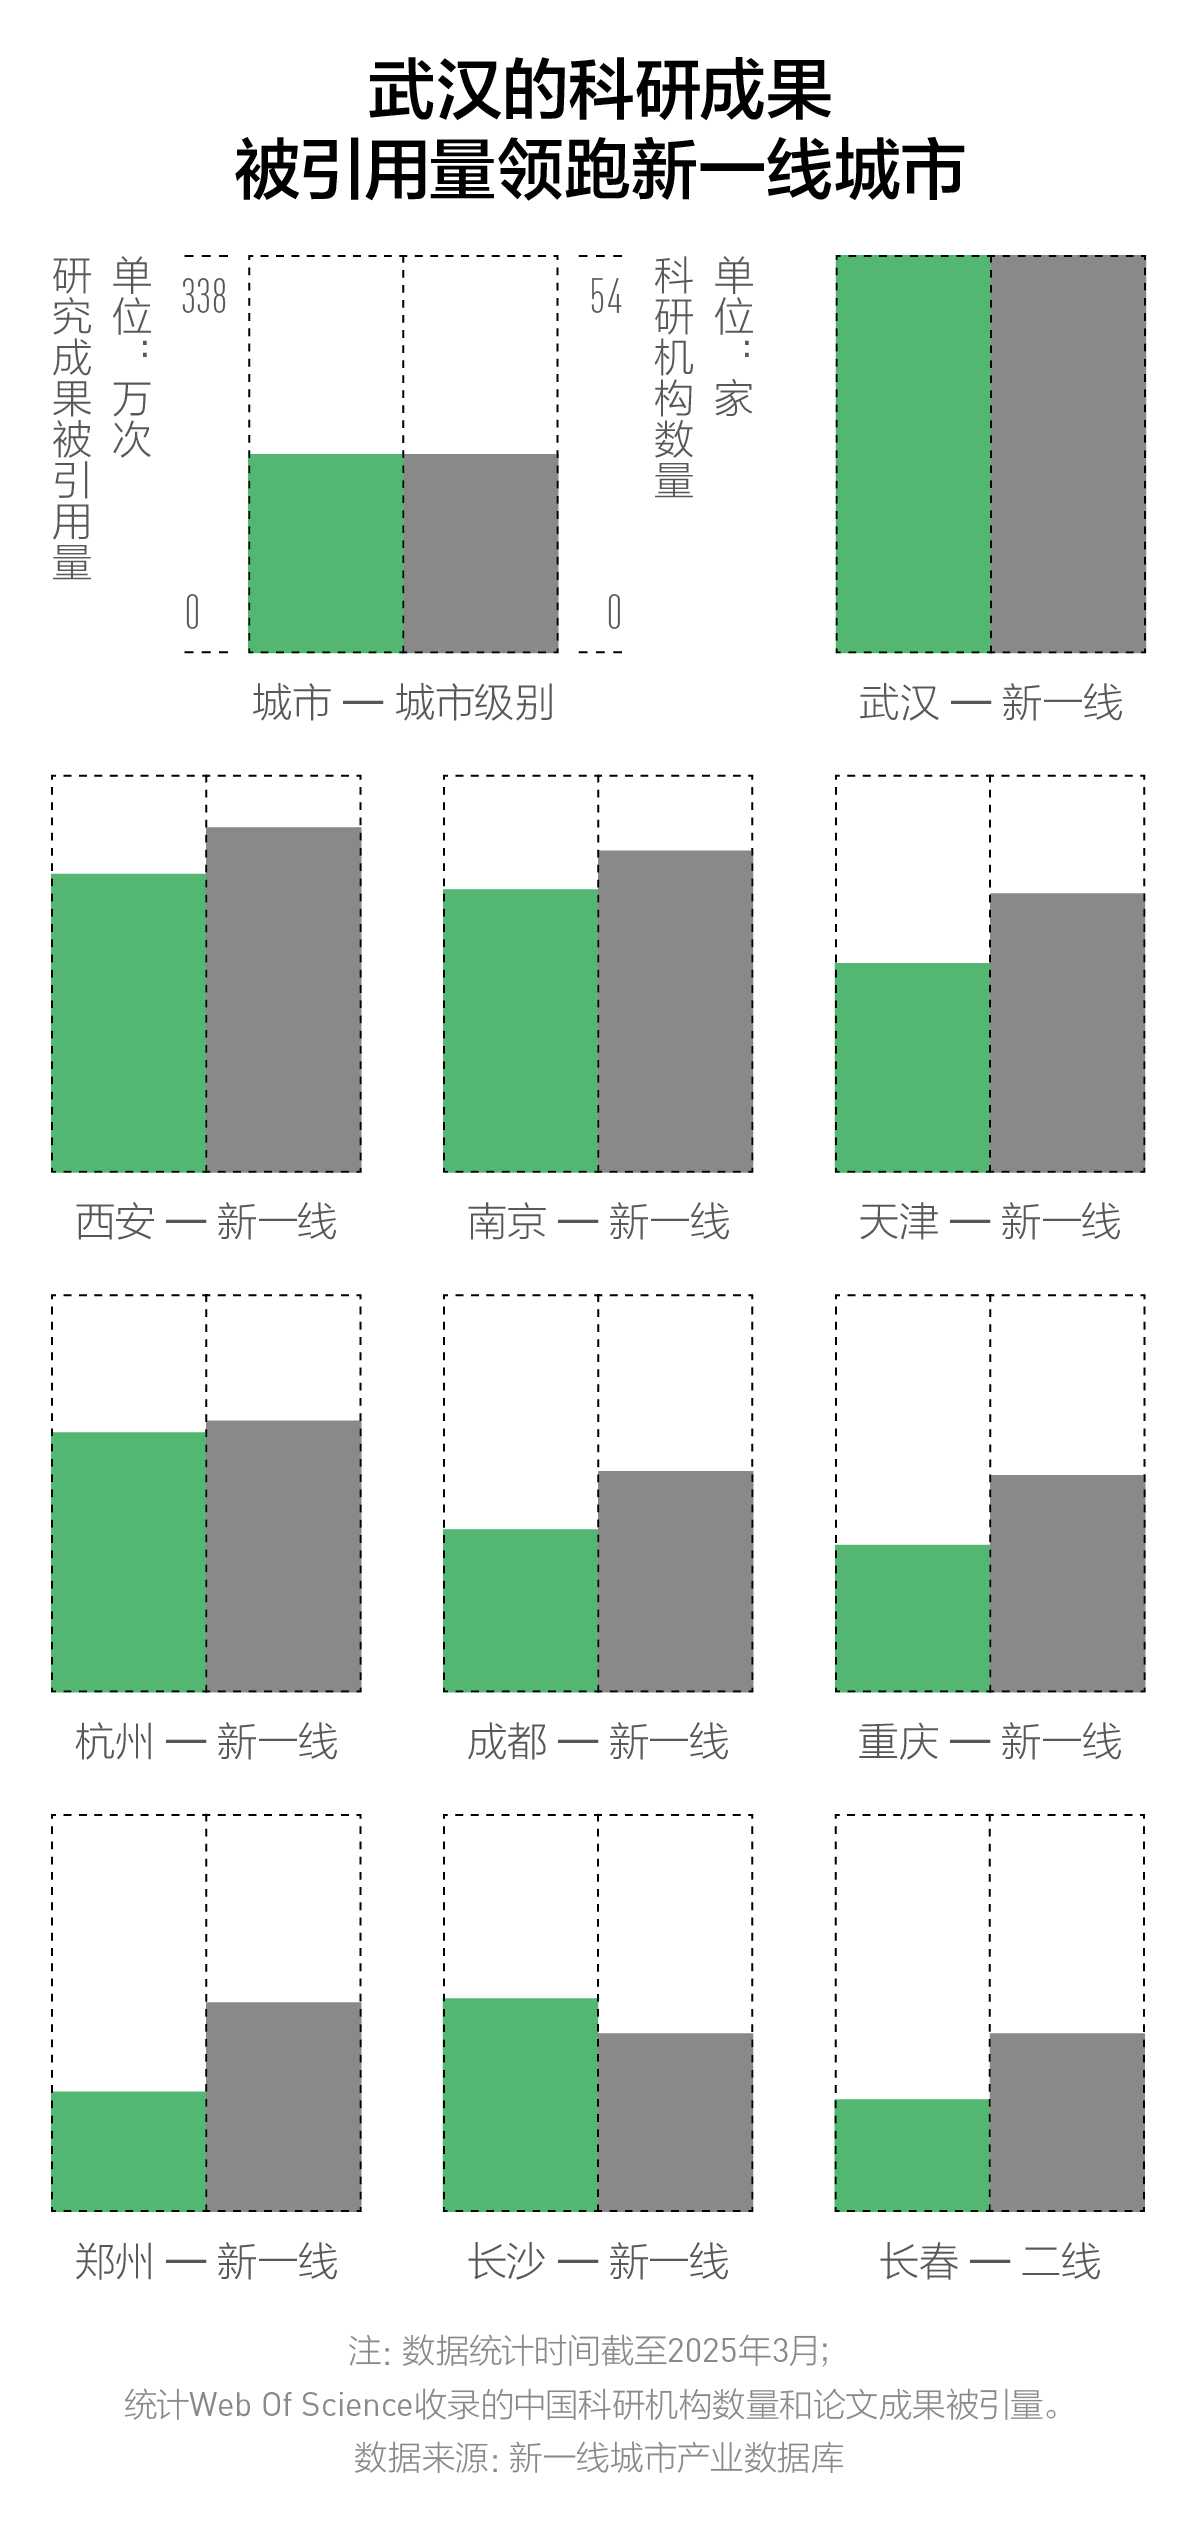 武汉的科研成果
被引用量领跑新一线城市
研究成果被引用量
单位：万次
338
0
54
0
科研机构数量
单位：家
城市 — 城市级别
武汉 — 新一线
西安 — 新一线
南京 — 新一线
天津 — 新一线
杭州 — 新一线
成都 — 新一线
重庆 — 新一线
郑州 — 新一线
长沙 — 新一线
长春 — 二线
注：数据统计时间截至2025年3月；
统计Web Of Science收录的中国科研机构数量和论文成果被引量。
数据来源：新一线城市产业数据库